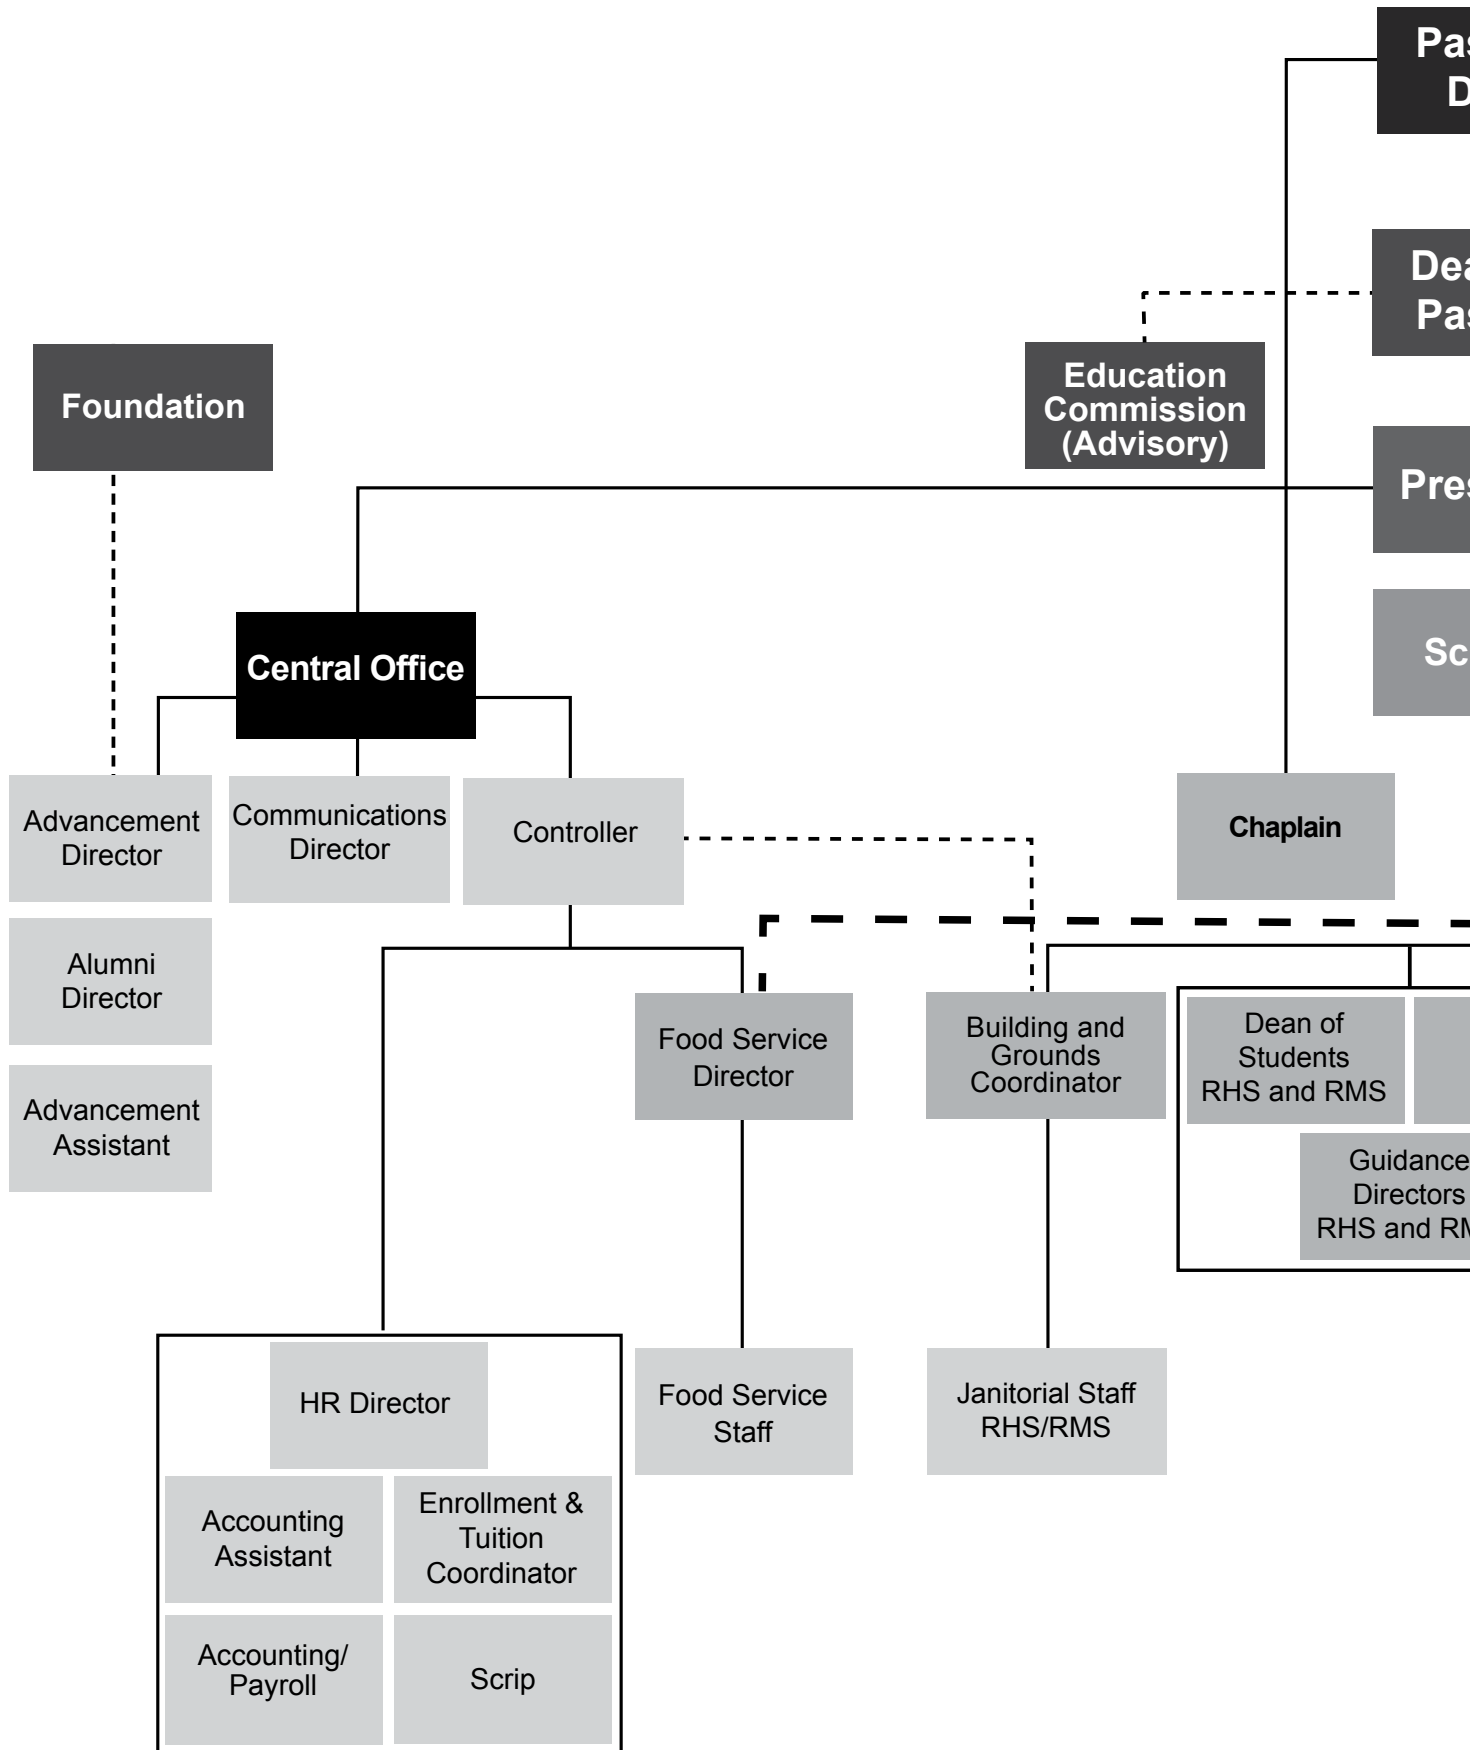 Foundation
Education
Commission
(Advisory)
Central Office
Advancement
Director
Communications
Director
Controller
Chaplain
Alumni
Director
Advancement
Assistant
Food Service
Director
Building and
Grounds
Coordinator
Dean of
Students
RHS and RMS
Guidance
Directors
RHS and
HR Director
Food Service
Staff
Janitorial Staff
RHS/RMS
Accounting
Assistant
Enrollment &
Tuition
Coordinator
Accounting/
Payroll
Scrip